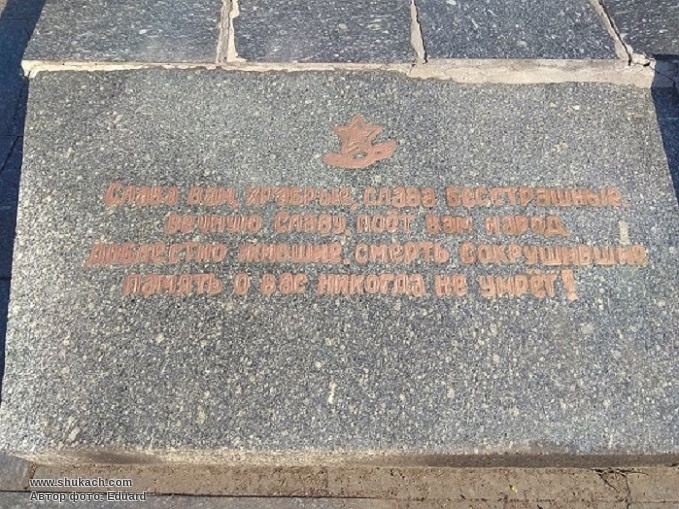 Слава вам, храбрые, слава бесстрашные
вечную славу, поёт вам народ
доблестно жившие, смерть сокрушившие
память о вас никогда не умрёт!
www.shukach.com
Автор фото: Eduard